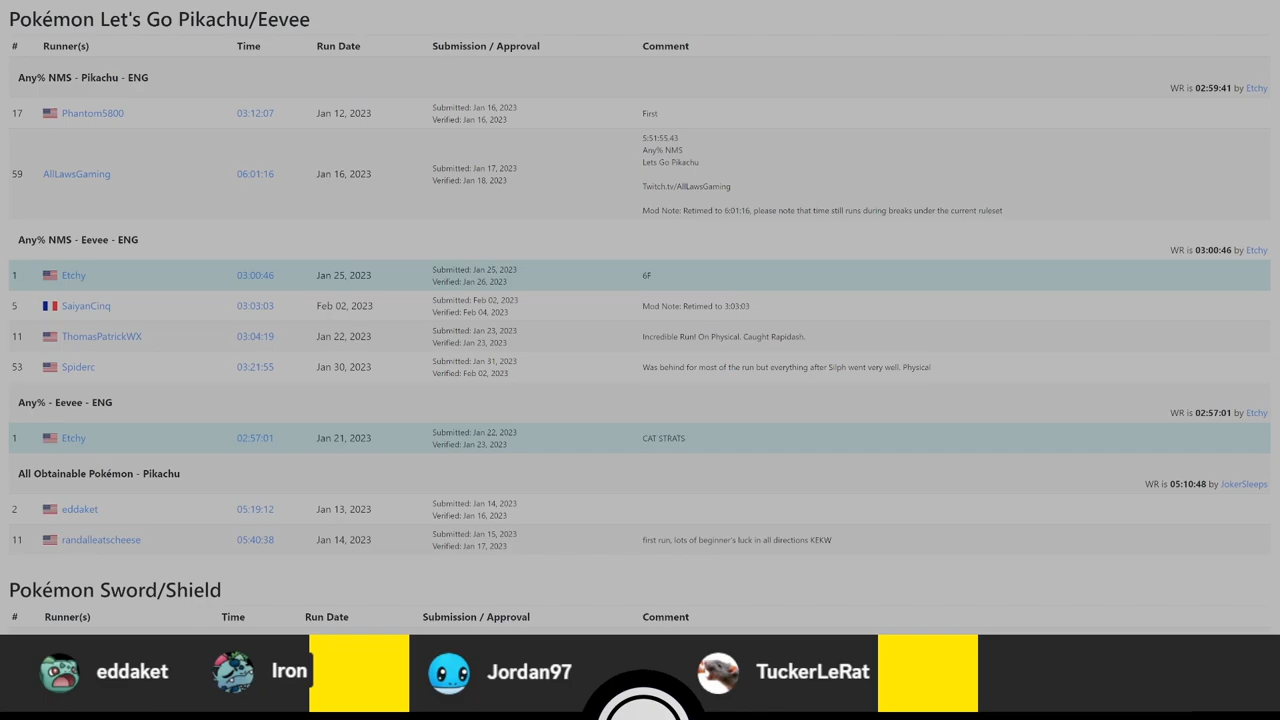 Pokémon Let's Go Pikachu/Eevee
# Runner(s) Time Run Date Submission / Approval Comment
Any% NMS - Pikachu - ENG
WR is 02:59:41 by Etchy
17 Phantom5800 03:12:07 Jan 12, 2023 Submitted: Jan 16, 2023 First
Verified: Jan 16, 2023
5:51:55.43
Any% NMS
Lets Go Pikachu
59 AllLawsGaming 06:01:16 Jan 16, 2023 Submitted: Jan 17, 2023
Verified: Jan 18, 2023
Twitch.tv/AllLawsGaming
Mod Note: Retimed to 6:01:16, please note that time still runs during breaks under the current ruleset
Any% NMS - Eevee - ENG
WR is 03:00:46 by Etchy
1 Etchy 03:00:46 Jan 25, 2023 Submitted: Jan 25, 2023 6F
Verified: Jan 26, 2023
5 SaiyanCinq 03:03:03 Feb 02, 2023 Submitted: Feb 02, 2023 Mod Note: Retimed to 3:03:03
Verified: Feb 04, 2023
11 ThomasPatrickWX 03:04:19 Jan 22, 2023 Submitted: Jan 23, 2023 Incredible Run! On Physical. Caught Rapidash.
Verified: Jan 23, 2023
53 Spiderc 03:21:55 Jan 30, 2023 Submitted: Jan 31, 2023 Was behind for most of the run but everything after Silph went very well. Physical
Verified: Feb 02, 2023
Any% - Eevee - ENG
WR is 02:57:01 by Etchy
1 Etchy 02:57:01 Jan 21, 2023 Submitted: Jan 22, 2023 CAT STRATS
Verified: Jan 23, 2023
All Obtainable Pokémon - Pikachu
WR is 05:10:48 by JokerSleeps
2 eddaket 05:19:12 Jan 13, 2023 Submitted: Jan 14, 2023
Verified: Jan 16, 2023
11 randalleatscheese 05:40:38 Jan 14, 2023 Submitted: Jan 15, 2023 first run, lots of beginner's luck in all directions KEKW
Verified: Jan 17, 2023
Pokémon Sword/Shield
# Runner(s) Time Run Date Submission / Approval Comment
eddaket Iron Jordan97 TuckerLeRat